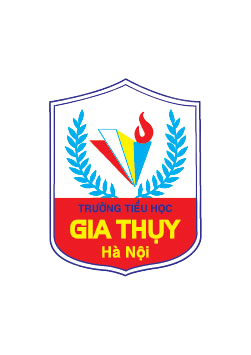 TRƯỜNG TIỂU HỌC
GIA THỤY
Hà Nội